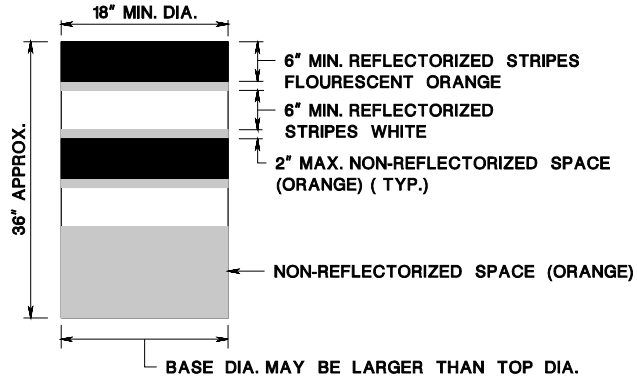 18" MIN. DIA.
6" MIN. REFLECTORIZED STRIPES
FLOURESCENT ORANGE
6" MIN. REFLECTORIZED
STRIPES WHITE
2" MAX. NON-REFLECTORIZED SPACE
(ORANGE) ( TYP.)
36" APPROX.
NON-REFLECTORIZED SPACE (ORANGE)
BASE DIA. MAY BE LARGER THAN TOP DIA.